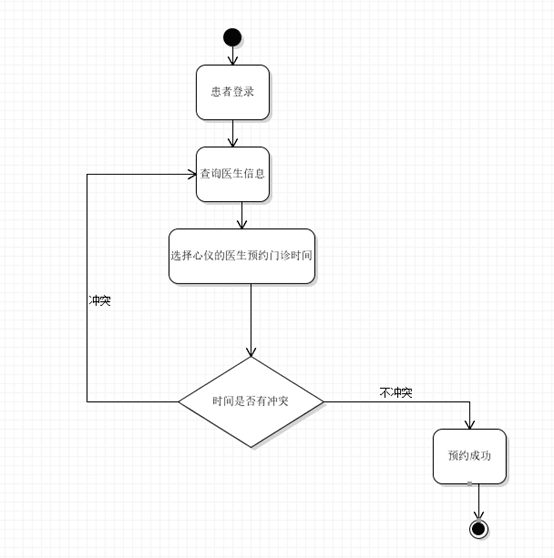 患者登录
查询医生信息
选择心仪的医生预约门诊时间
冲突
时间是否有冲突
不冲突
预约成功